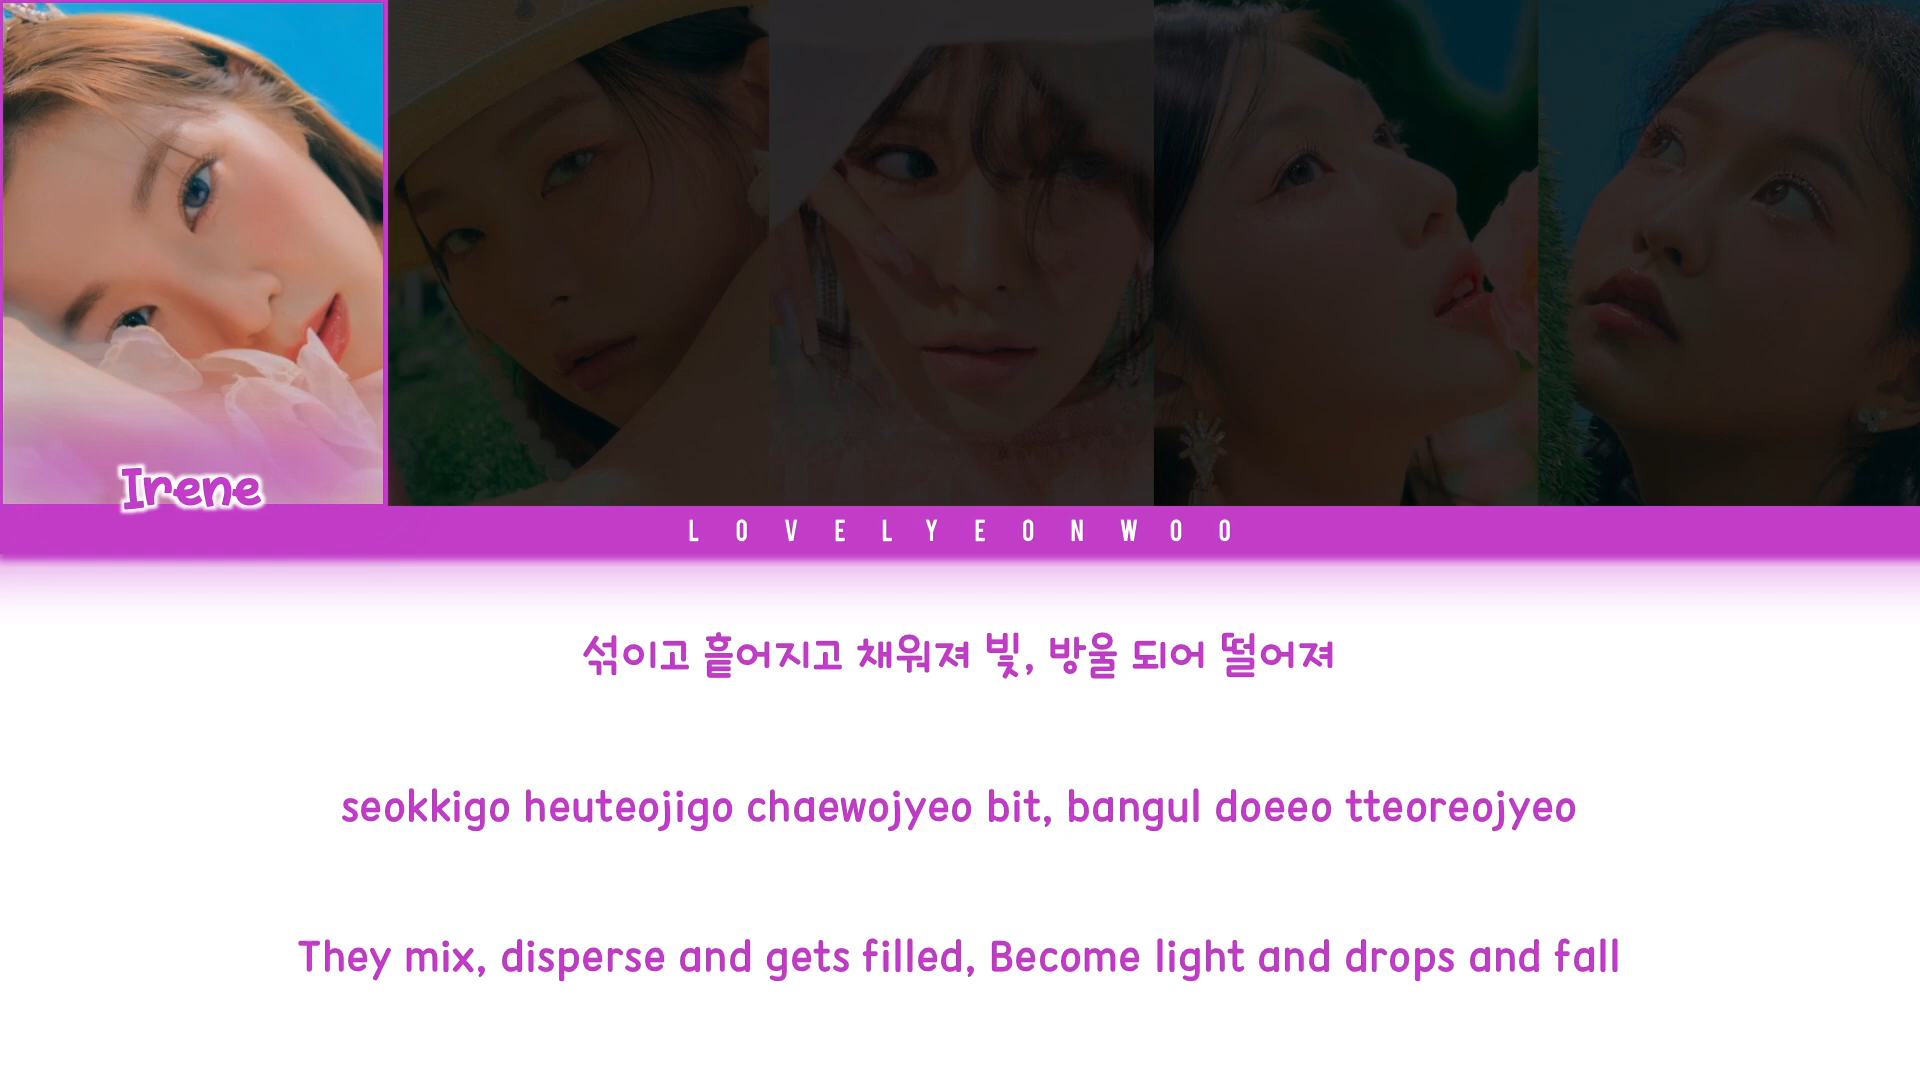 Irene
LOVELYEONWOO
섞이고 흩어지고 채워져 빛, 방울 되어 떨어져
seokkigo heuteojigo chaewojyeo bit, bangul doeeo tteoreojyeo
They mix, disperse and gets filled, Become light and drops and fall